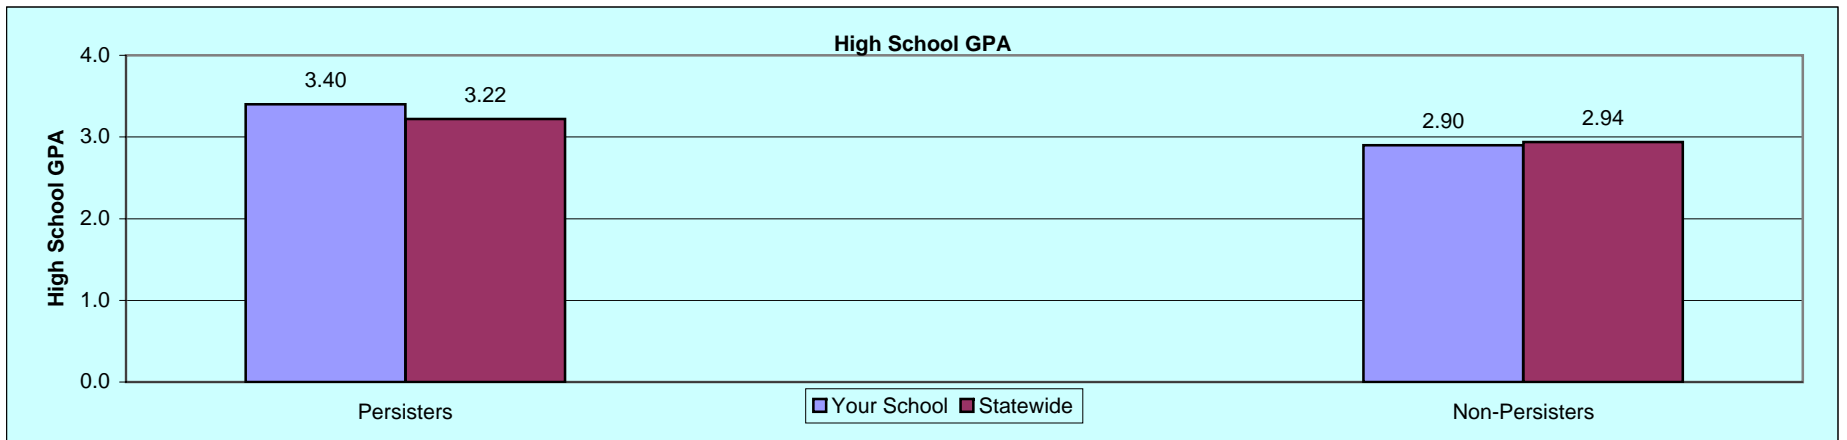 High School GPA
4.0
3.0
2.0
1.0
0.0
High School GPA
3.40
3.22
2.90
2.94
Persisters
Non-Persisters
Your School
Statewide